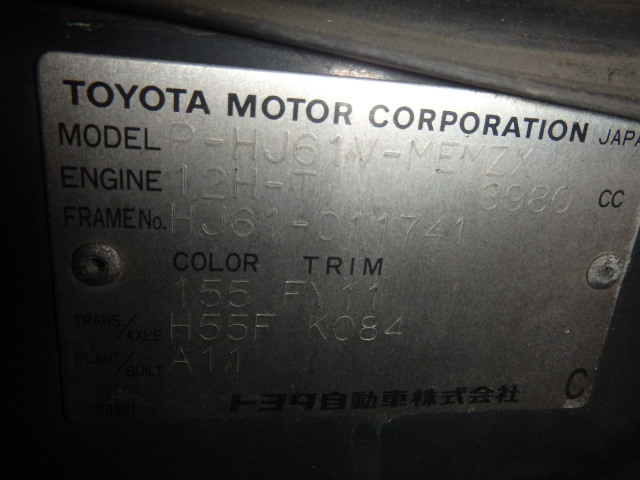 TOYOTA MOTOR CORPORATION JAPA
MODEL P-HJ61V-MEMZX
ENGINE 12H-T 3980 CC
FRAME No. HJ61-011741
COLOR TRIM
155 FY11
TRANS./AXLE H55F K084
PLANT/BUILT A11
C
トヨタ自動車株式会社